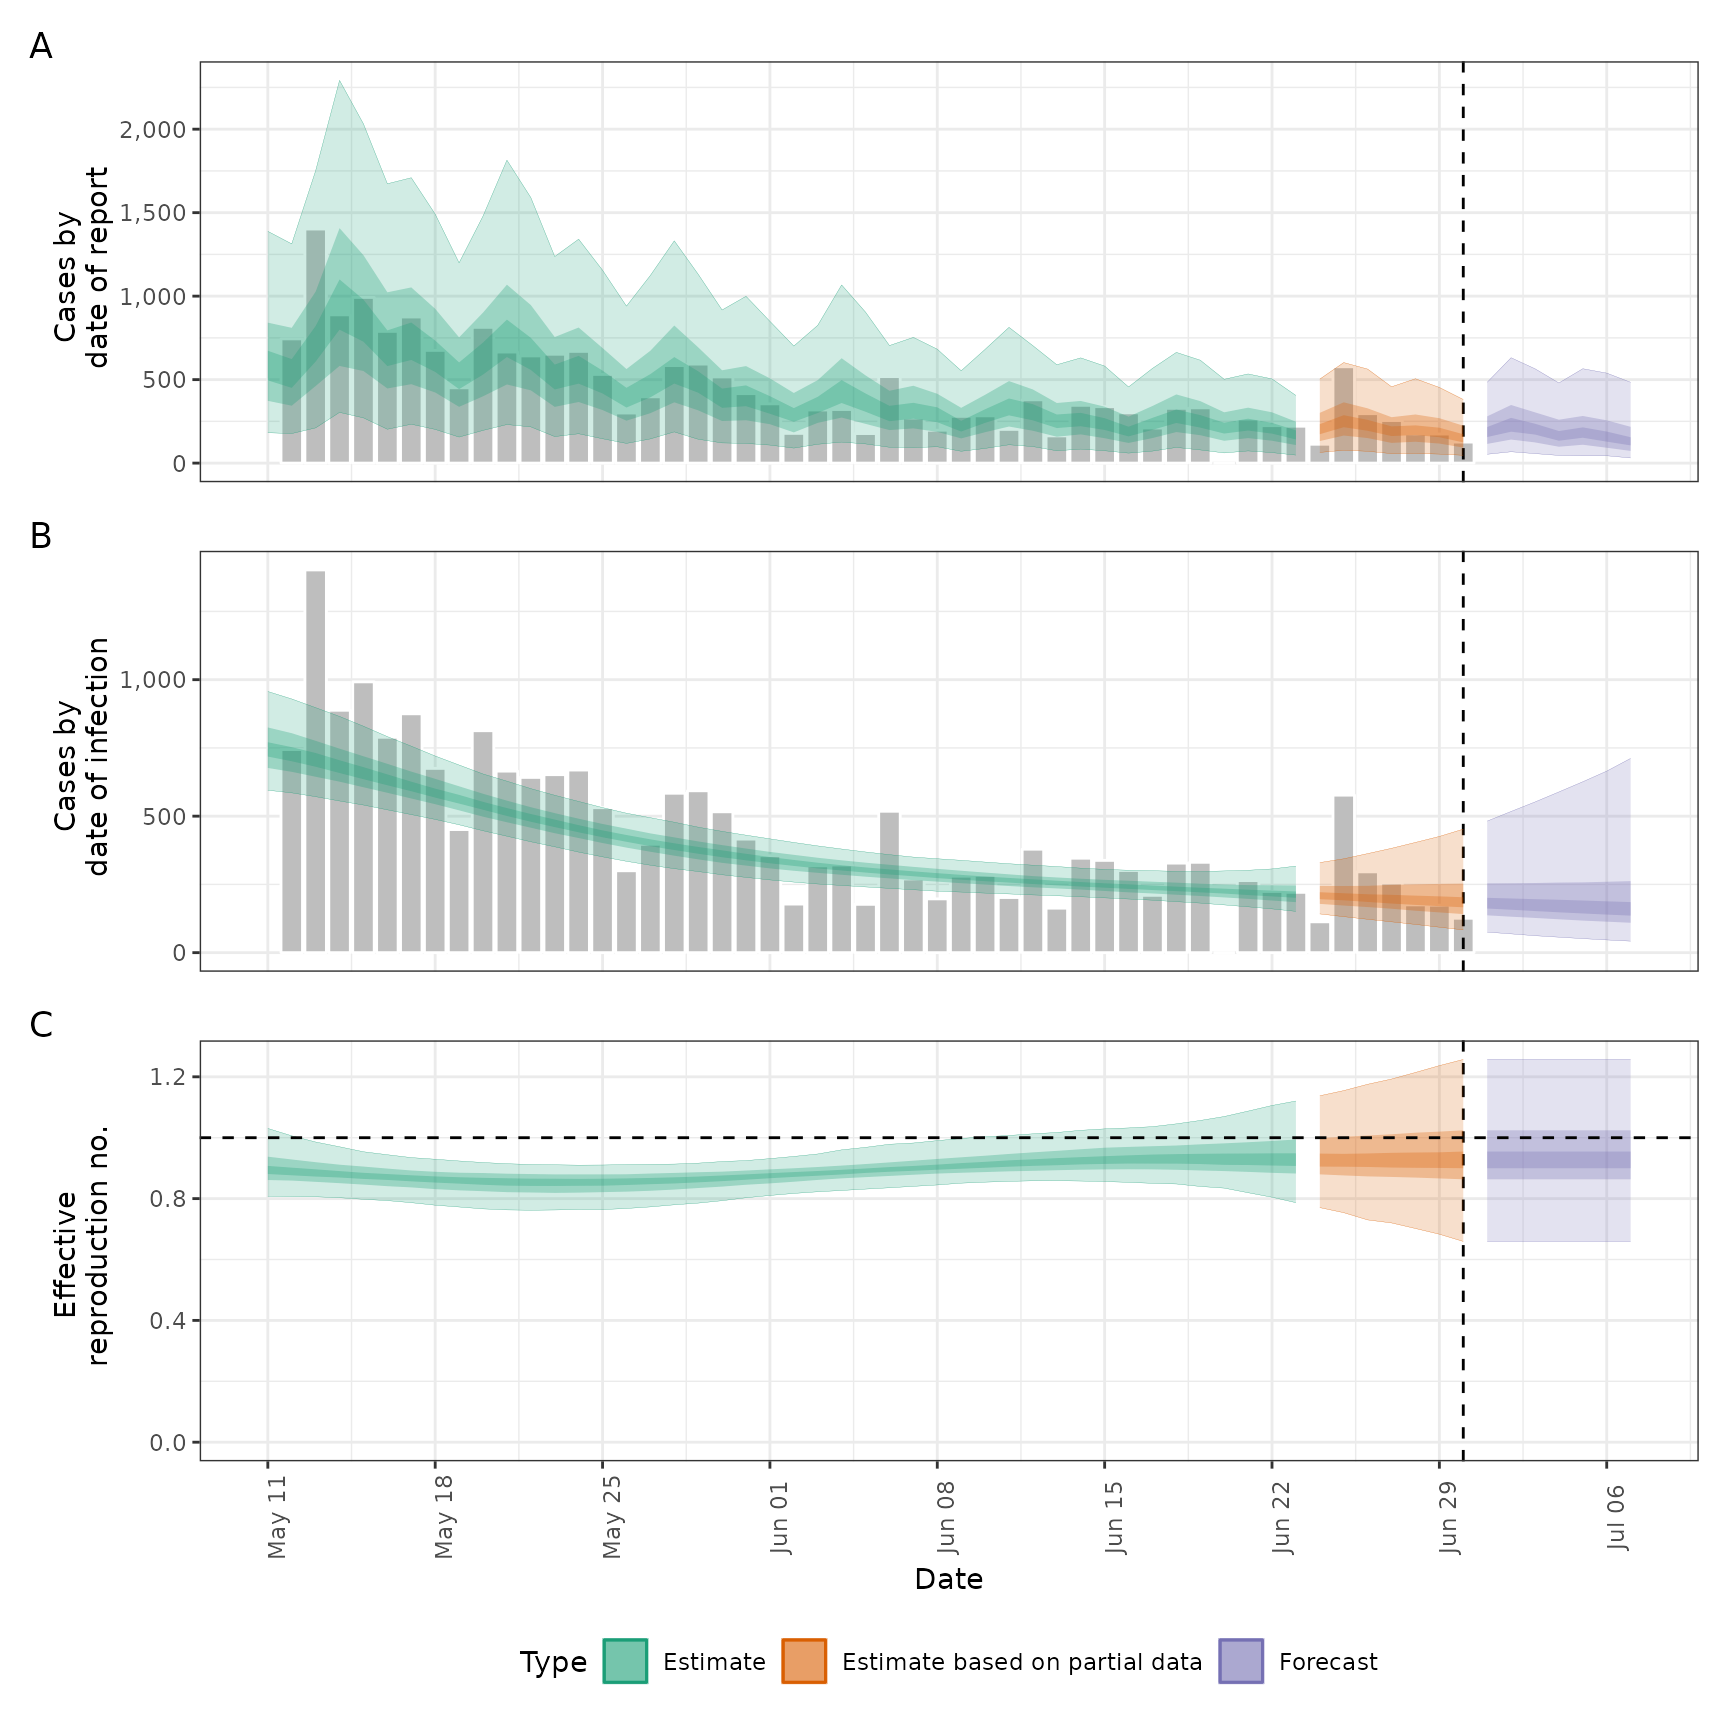 A
Cases by
date of report
2,000
1,500
1,000
500
0
B
Cases by
date of infection
1,000
500
0
C
Effective
reproduction no.
1.2
0.8
0.4
0.0
May 11
May 18
May 25
Jun 01
Jun 08
Jun 15
Jun 22
Jun 29
Jul 06
Date
Type
Estimate
Estimate based on partial data
Forecast